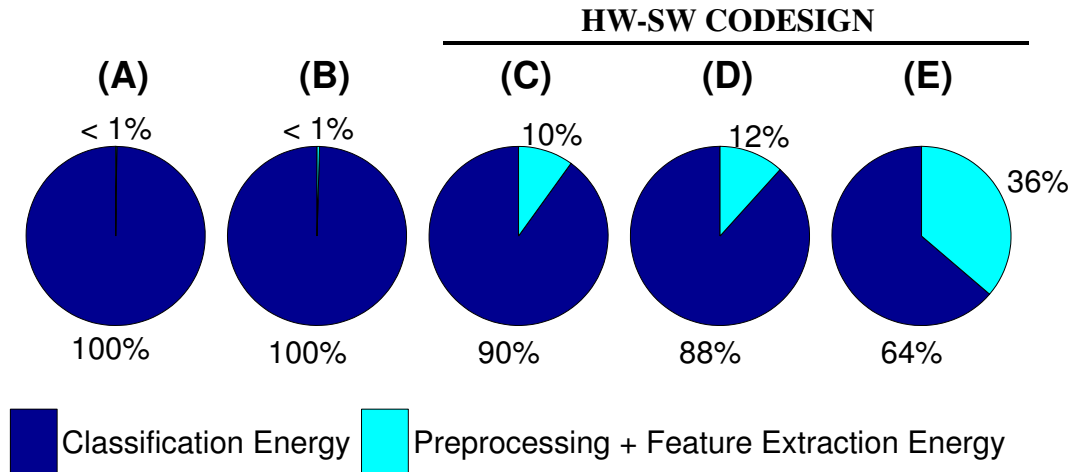 HW-SW CODESIGN
(A) (B) (C) (D) (E)
< 1% < 1% 10% 12% 36%
100% 100% 90% 88% 64%
Classification Energy Preprocessing + Feature Extraction Energy